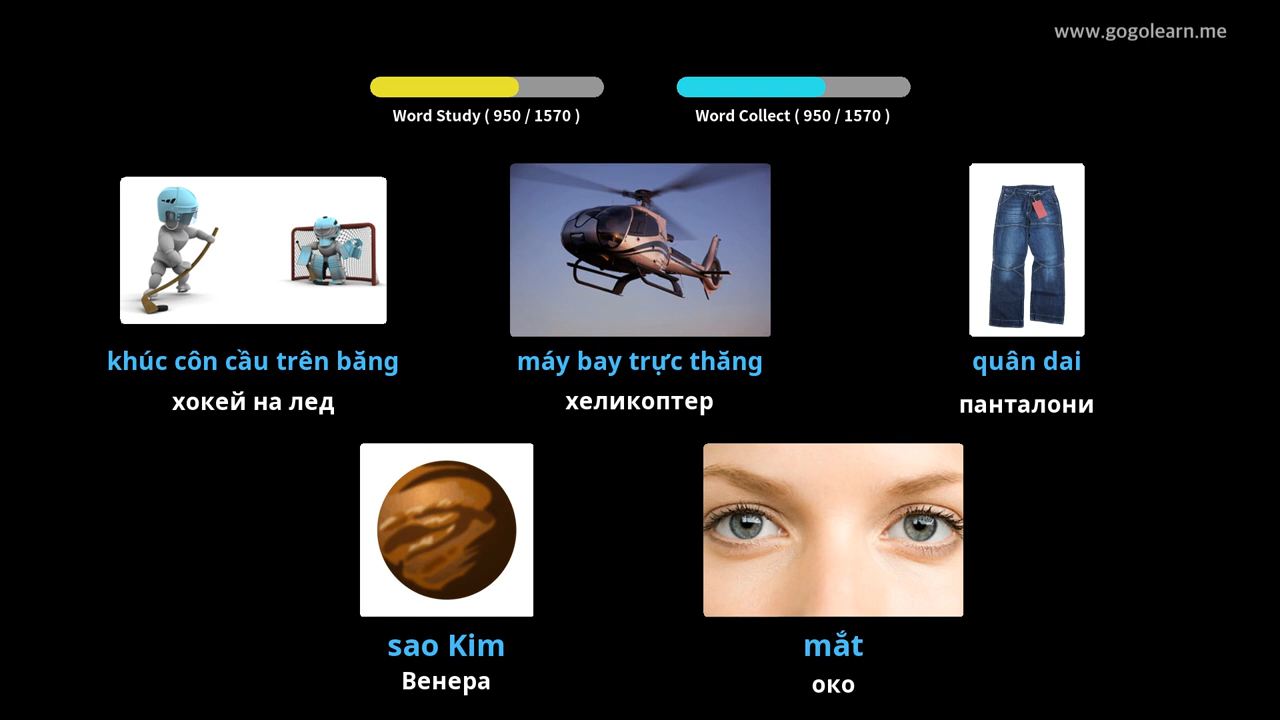 www.gogolearn.me
Word Study ( 950 / 1570 )
Word Collect ( 950 / 1570 )
khúc côn cầu trên băng
máy bay trực thăng
quân dai
хокей на лед
хеликоптер
панталони
sao Kim
mắt
Венера
око